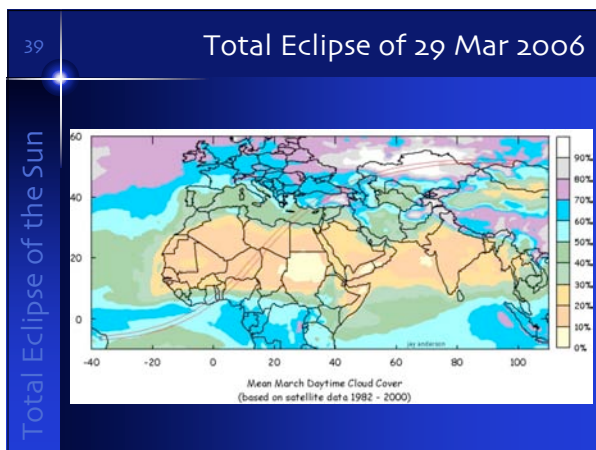 39
Total Eclipse of 29 Mar 2006
Total Eclipse of the Sun
60
40
20
0
-40 -20 0 20 40 60 80 100
90%
80%
70%
60%
50%
40%
30%
20%
10%
0%
jay anderson
Mean March Daytime Cloud Cover
(based on satellite data 1982 - 2000)